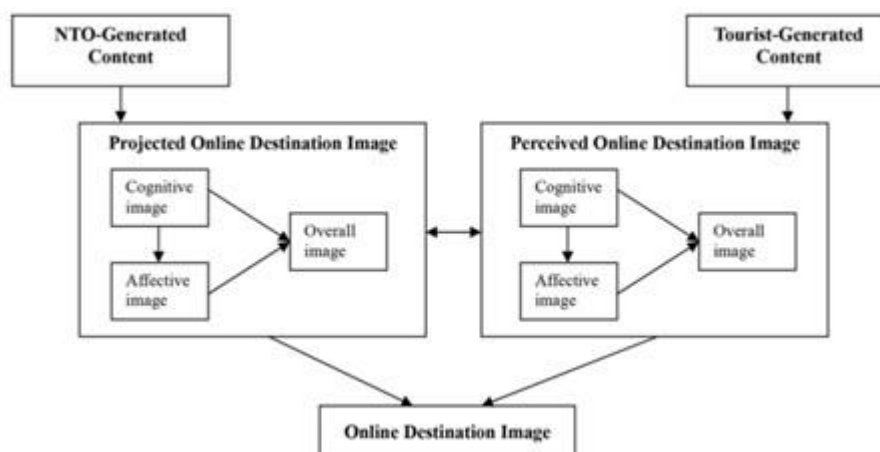 NTO-Generated
Content
Tourist-Generated
Content
Projected Online Destination Image
Cognitive
image
Overall
image
Affective
image
Perceived Online Destination Image
Cognitive
image
Overall
image
Affective
image
Online Destination Image